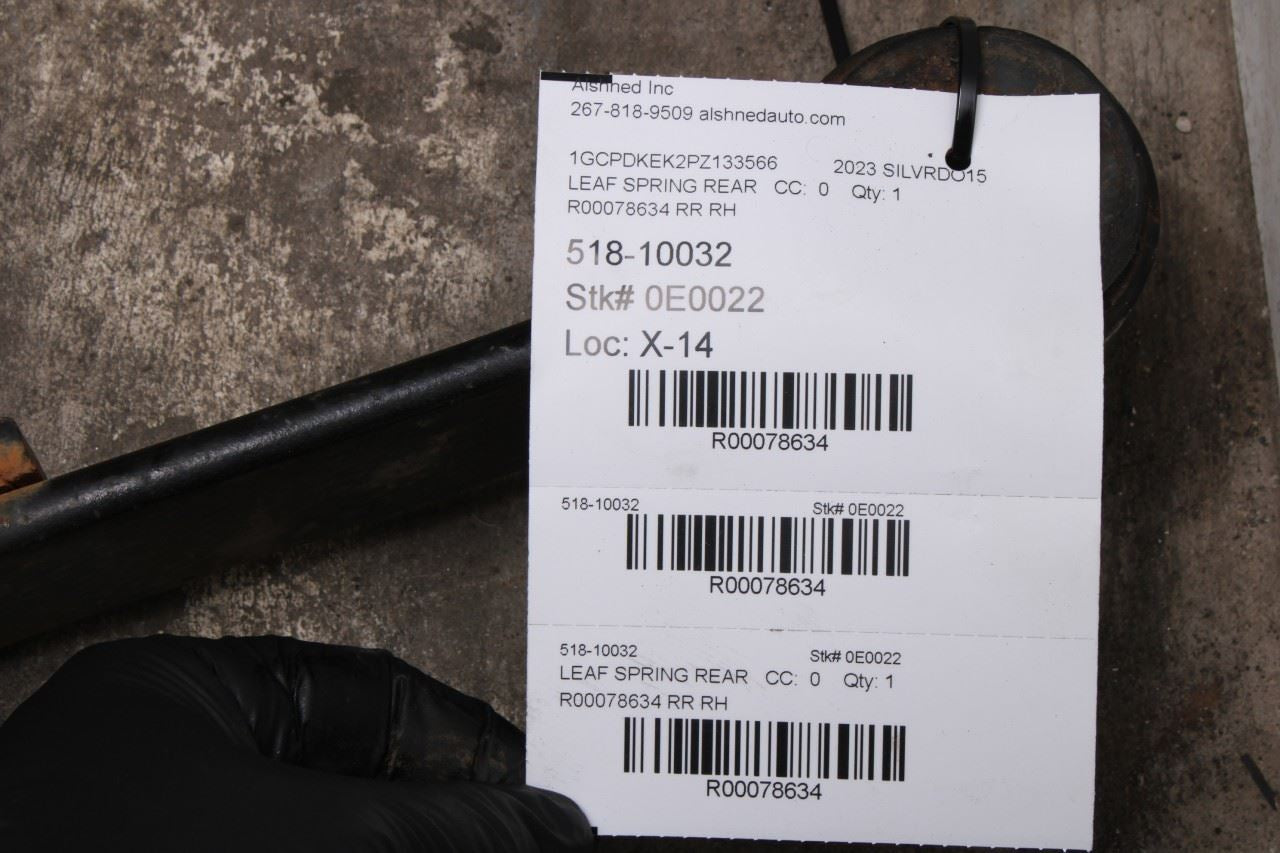 Alshned Inc
267-818-9509 alshnedauto.com
1GCPDKEK2PZ133566 2023 SILVRDO15
LEAF SPRING REAR CC: 0 Qty: 1
R00078634 RR RH
518-10032
Stk# 0E0022
Loc: X-14
R00078634
518-10032 Stk# 0E0022
R00078634
518-10032 Stk# 0E0022
LEAF SPRING REAR CC: 0 Qty: 1
R00078634 RR RH
R00078634